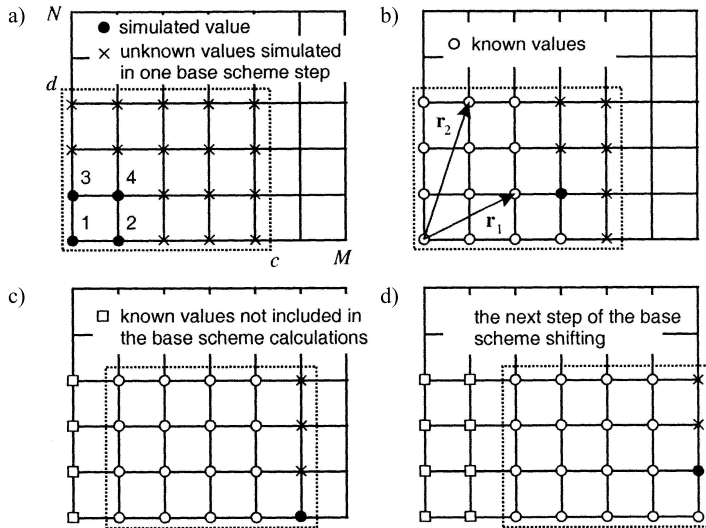 a)
N
simulated value
unknown values simulated
in one base scheme step
d
3 4
1 2
c
M
b)
known values
r2
r1
c)
known values not included in
the base scheme calculations
d)
the next step of the base
scheme shifting